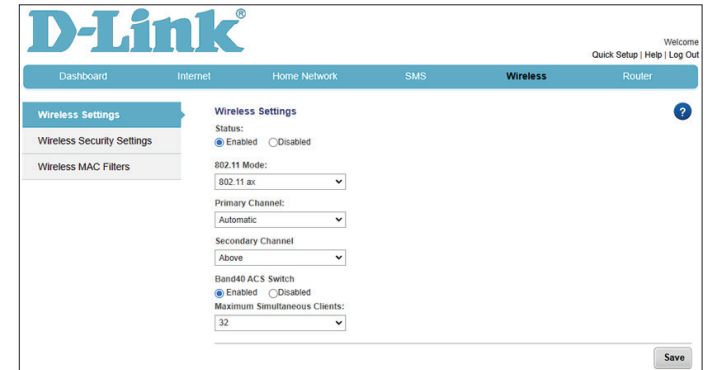 D-Link®
Welcome
Quick Setup | Help | Log Out
Dashboard Internet Home Network SMS Wireless Router
Wireless Settings
Wireless Security Settings
Wireless MAC Filters
Wireless Settings
?
Status:
Enabled Disabled
802.11 Mode:
802.11 ax
Primary Channel:
Automatic
Secondary Channel
Above
Band40 ACS Switch
Enabled Disabled
Maximum Simultaneous Clients:
32
Save